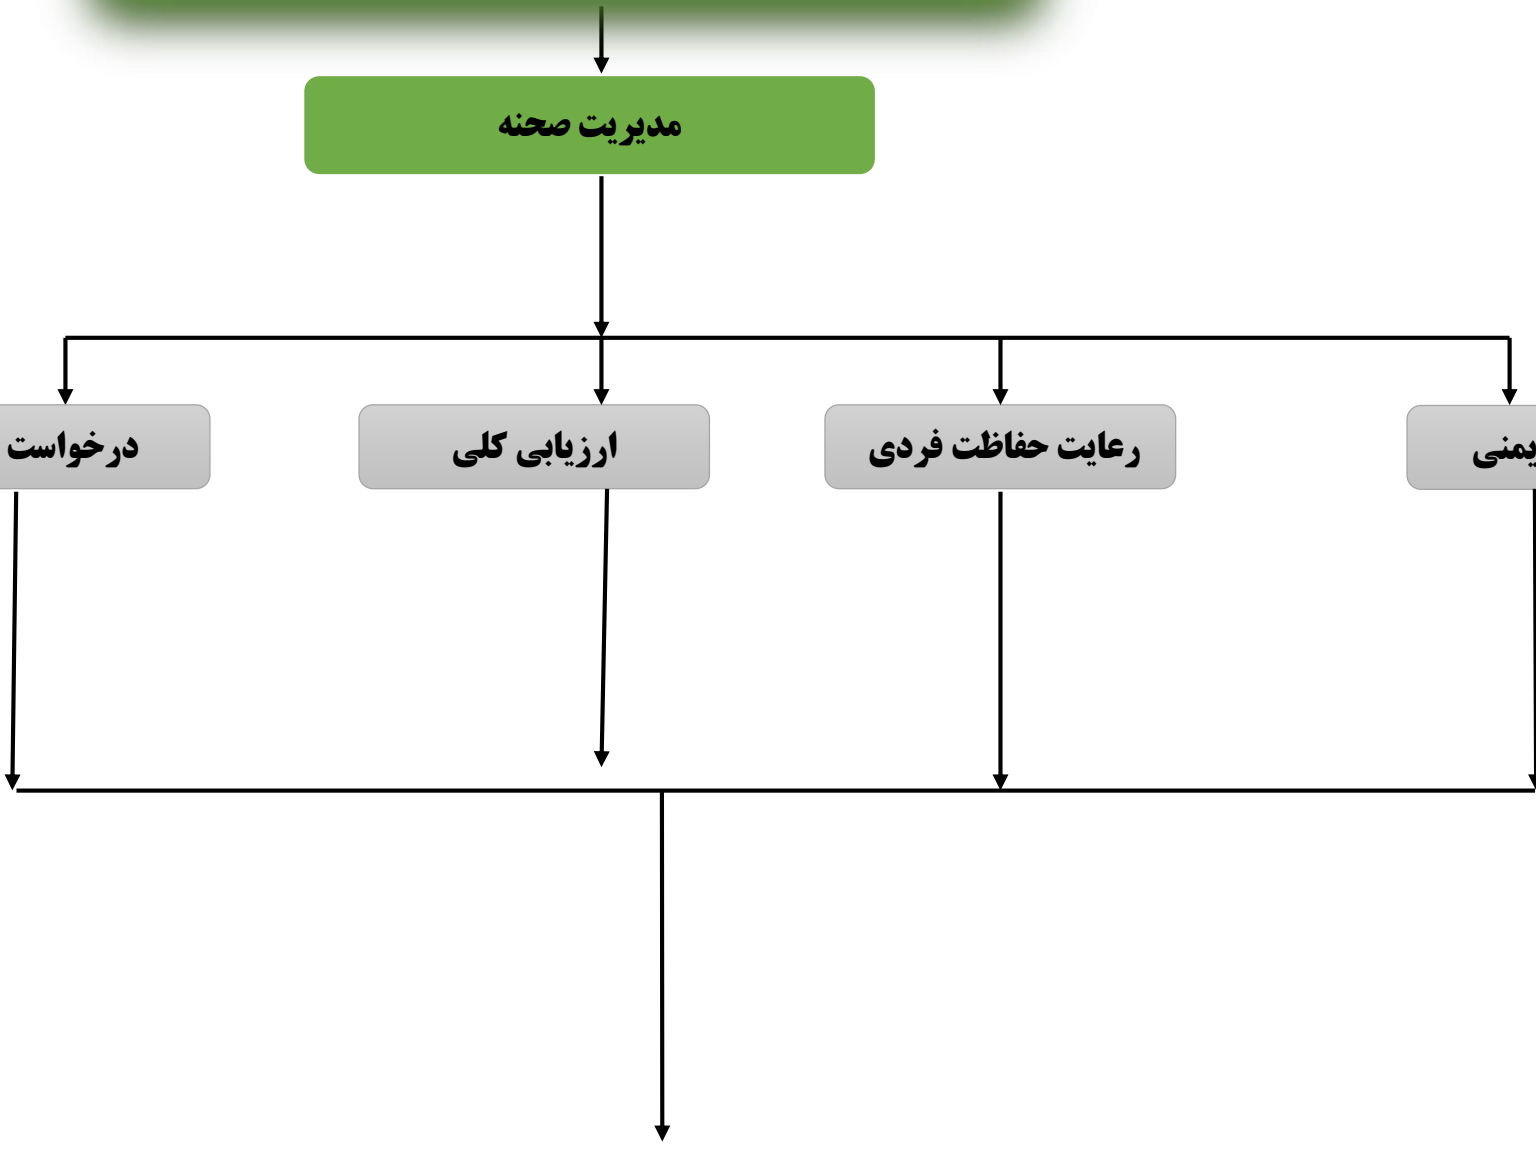 مدیریت صحنه
رعایت حفاظت فردی
ارزیابی کلی
درخواست